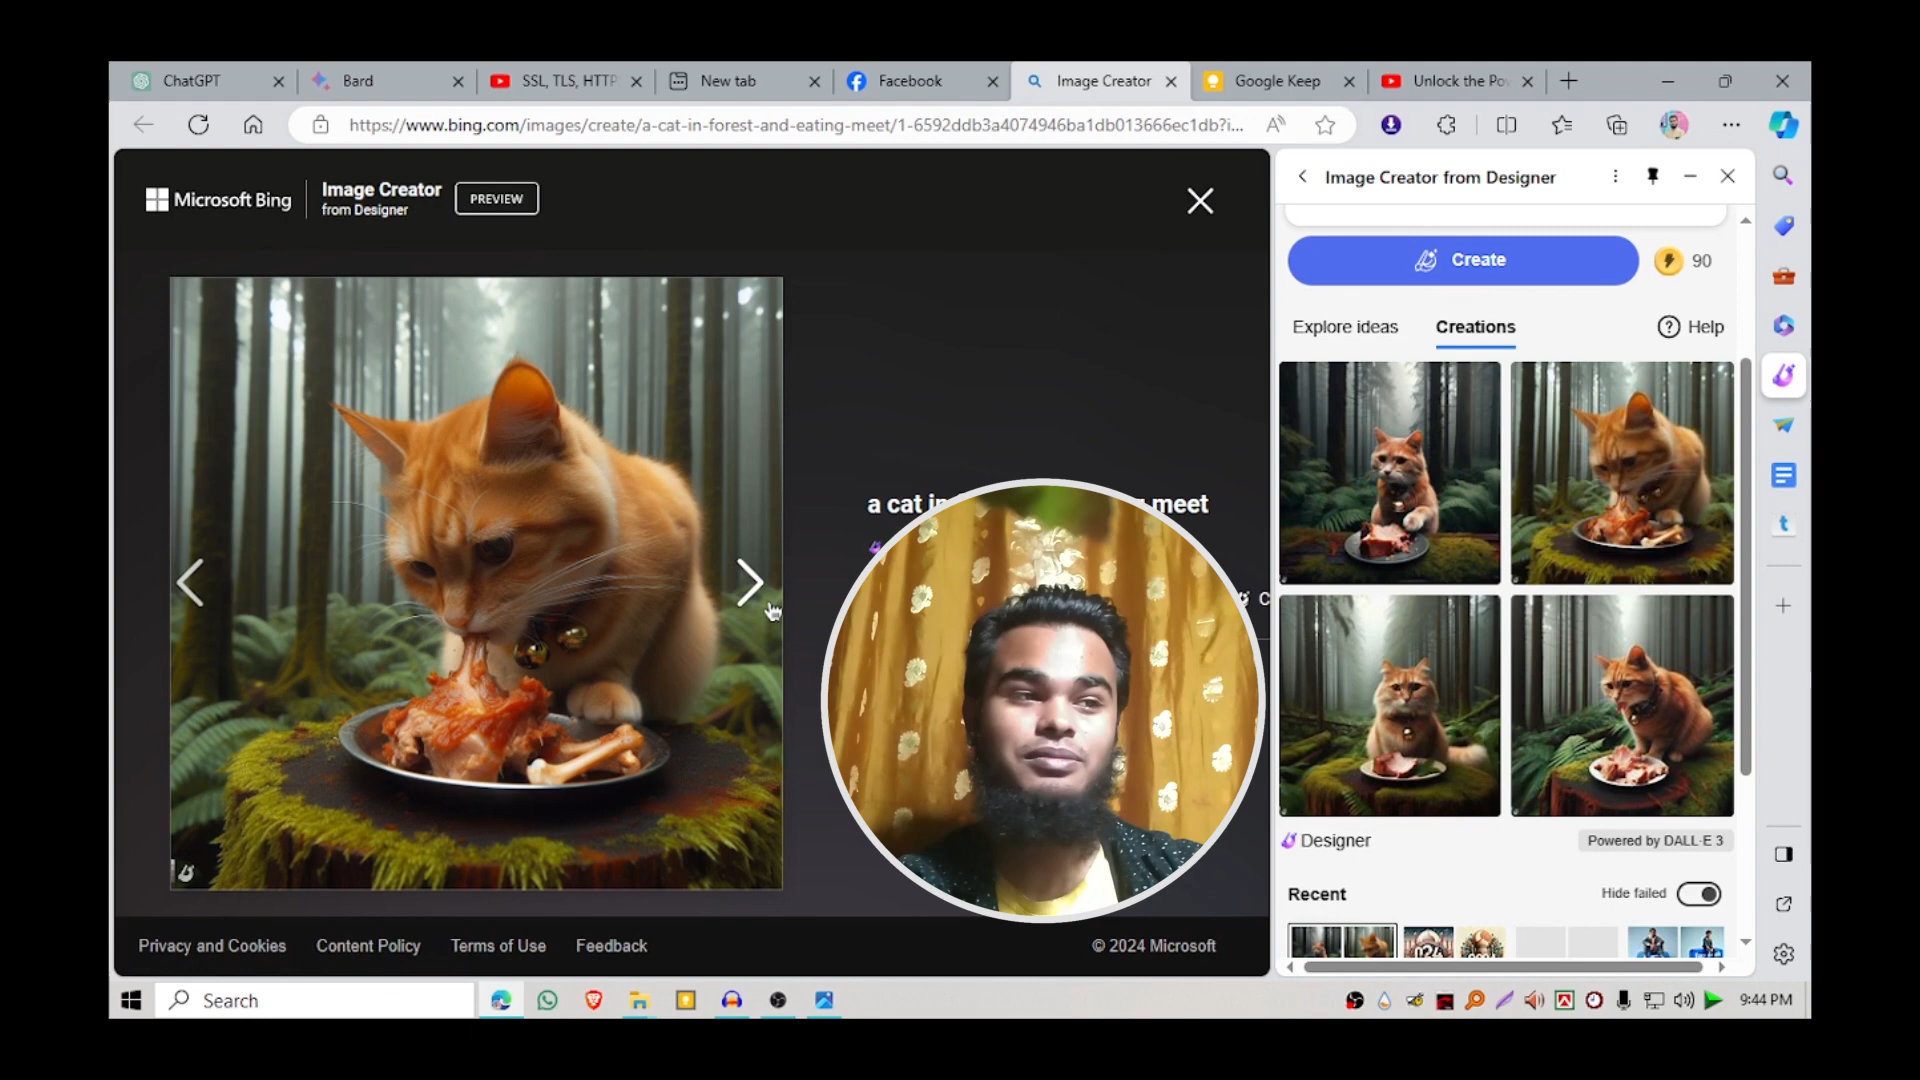 ChatGPT
Bard
SSL, TLS, HTTP
New tab
Facebook
Image Creator
Google Keep
Unlock the Po
https://www.bing.com/images/create/a-cat-in-forest-and-eating-meet/1-6592ddb3a4074946ba1db013666ec1db?i...
Microsoft Bing
Image Creator
from Designer
PREVIEW
a cat in
meet
C
Privacy and Cookies
Content Policy
Terms of Use
Feedback
© 2024 Microsoft
Image Creator from Designer
Create
90
Explore ideas
Creations
Help
Designer
Powered by DALL·E 3
Recent
Hide failed
Search
9:44 PM